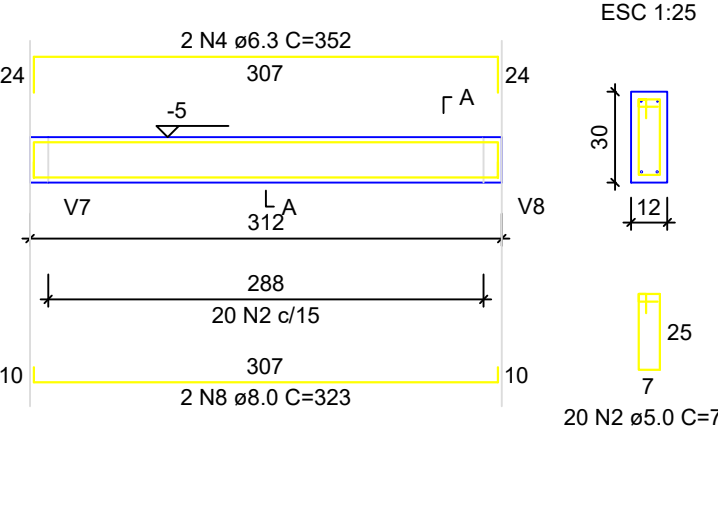 ESC 1:25
2 N4 ø6.3 C=352
24
307
24
A
-5
30
V7
A
V8
12
312
288
20 N2 c/15
25
307
10
10
7
2 N8 ø8.0 C=323
20 N2 ø5.0 C=7